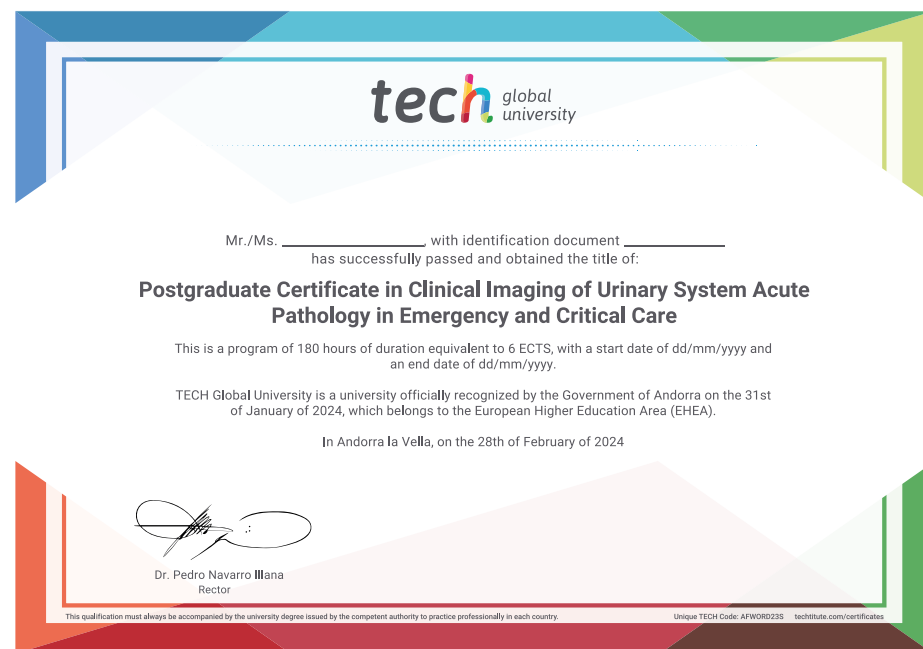 tech global university
Mr./Ms. ____________, with identification document ____________
has successfully passed and obtained the title of:
Postgraduate Certificate in Clinical Imaging of Urinary System Acute
Pathology in Emergency and Critical Care
This is a program of 180 hours of duration equivalent to 6 ECTS, with a start date of dd/mm/yyyy and
an end date of dd/mm/yyyy.
TECH Global University is a university officially recognized by the Government of Andorra on the 31st
of January of 2024, which belongs to the European Higher Education Area (EHEA).
In Andorra la Vella, on the 28th of February of 2024
Dr. Pedro Navarro Illana
Rector
This qualification must always be accompanied by the university degree issued by the competent authority to practice professionally in each country.
Unique TECH Code: AFWORD23S techtitute.com/certificates